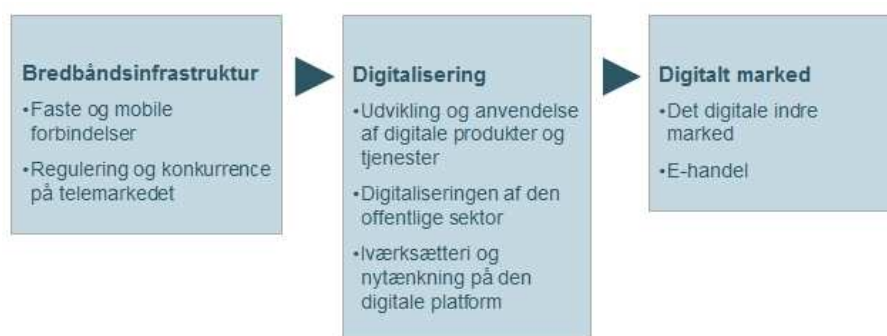 Bredbåndsinfrastruktur
•Faste og mobile
forbindelser
•Regulering og konkurrence
på telemarkedet
Digitalisering
•Udvikling og anvendelse
af digitale produkter og
tjenester
•Digitaliseringen af den
offentlige sektor
•Iværksætteri og
nytænkning på den
digitale platform
Digitalt marked
•Det digitale indre
marked
•E-handel